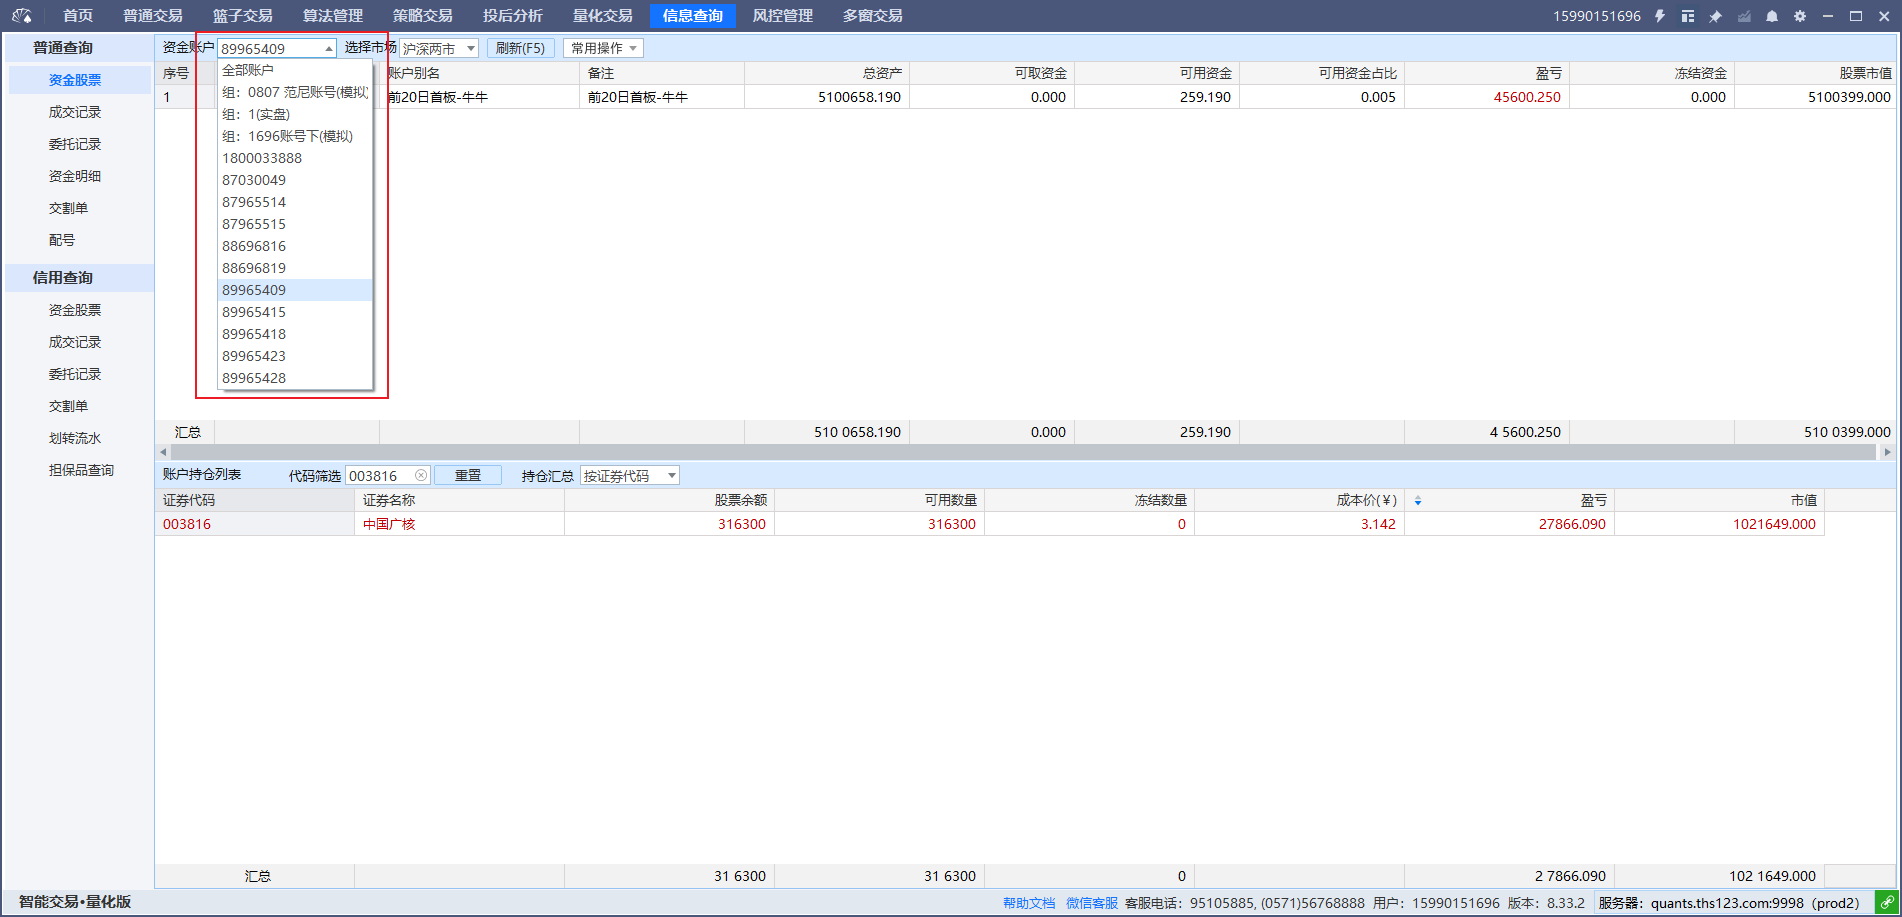 首页 普通交易 篮子交易 算法管理 策略交易 投后分析 量化交易 信息查询 风控管理 多窗交易 15990151696
普通查询
资金股票
成交记录
委托记录
资金明细
交割单
配号
信用查询
资金股票
成交记录
委托记录
交割单
划转流水
担保品查询
资金账户 89965409 选择市场 沪深两市 刷新(F5) 常用操作
全部账户
组：0807 范尼账号(模拟)
组：1(实盘)
组：1696账号下(模拟)
1800033888
87030049
87965514
87965515
88696816
88696819
89965409
89965415
89965418
89965423
89965428
序号 账户别名 备注 总资产 可取资金 可用资金 可用资金占比 盈亏 冻结资金 股票市值
1 前20日首板-牛牛 前20日首板-牛牛 5100658.190 0.000 259.190 0.005 45600.250 0.000 5100399.000
汇总 510 0658.190 0.000 259.190 4 5600.250 510 0399.000
账户持仓列表 代码筛选 003816 重置 持仓汇总 按证券代码
证券代码 证券名称 股票余额 可用数量 冻结数量 成本价(￥) 盈亏 市值
003816 中国广核 316300 316300 0 3.142 27866.090 1021649.000
汇总 31 6300 31 6300 0 2 7866.090 102 1649.000
智能交易•量化版 帮助文档 微信客服 客服电话：95105885, (0571)56768888 用户：15990151696 版本：8.33.2 服务器：quants.ths123.com:9998（prod2）